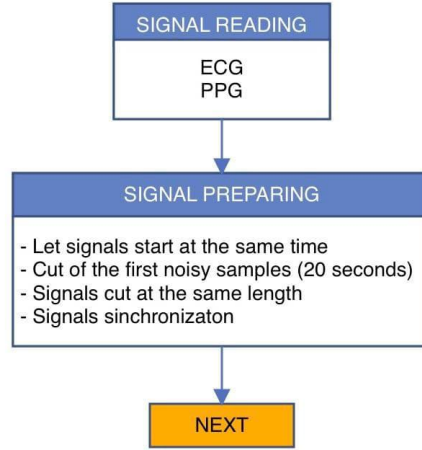 SIGNAL READING
ECG
PPG
SIGNAL PREPARING
- Let signals start at the same time
- Cut of the first noisy samples (20 seconds)
- Signals cut at the same length
- Signals sinchronizaton
NEXT